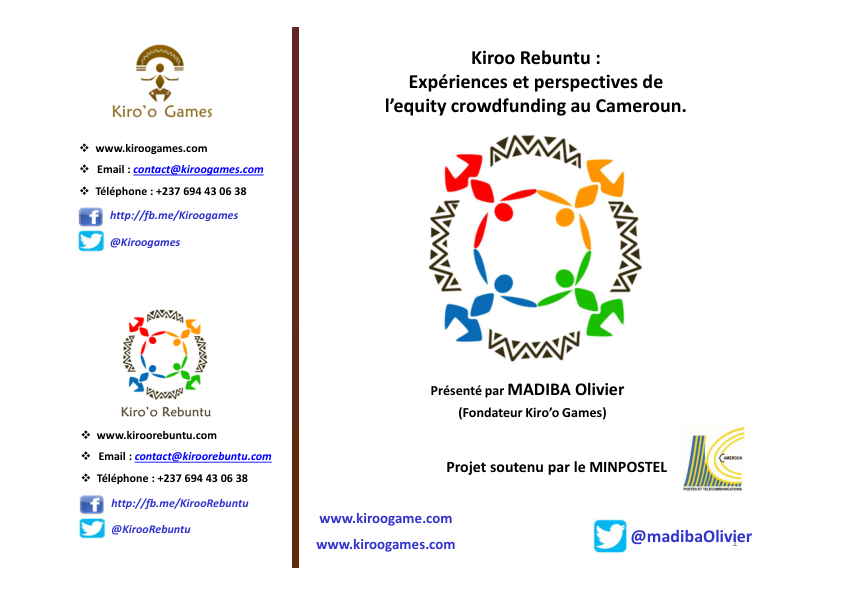 Kiro'o Games
❖ www.kiroogames.com
❖ Email : contact@kiroogames.com
❖ Téléphone : +237 694 43 06 38
http://fb.me/Kiroogames
@Kiroogames
Kiro'o Rebuntu
❖ www.kiroorebuntu.com
❖ Email : contact@kiroorebuntu.com
❖ Téléphone : +237 694 43 06 38
http://fb.me/KirooRebuntu
@KirooRebuntu
Kiroo Rebuntu :
Expériences et perspectives de
l’equity crowdfunding au Cameroun.
Présenté par MADIBA Olivier
(Fondateur Kiro’o Games)
Projet soutenu par le MINPOSTEL
CAMEROUN
POSTES ET TELECOMMUNICATIONS
www.kiroogame.com
www.kiroogames.com
@madibaOlivier
1